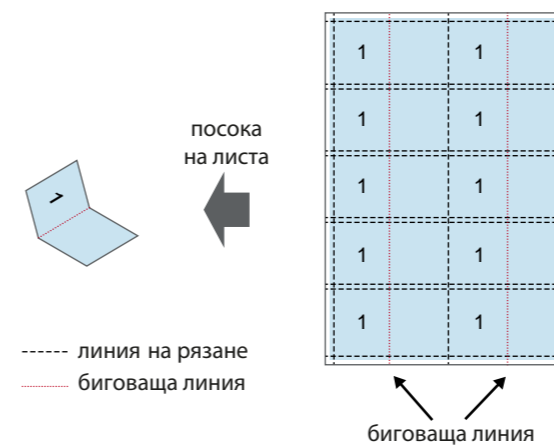 посока
на листа
1 1
1 1
1 1
1 1
1 1
1
линия на рязане
биговаща линия
биговаща линия